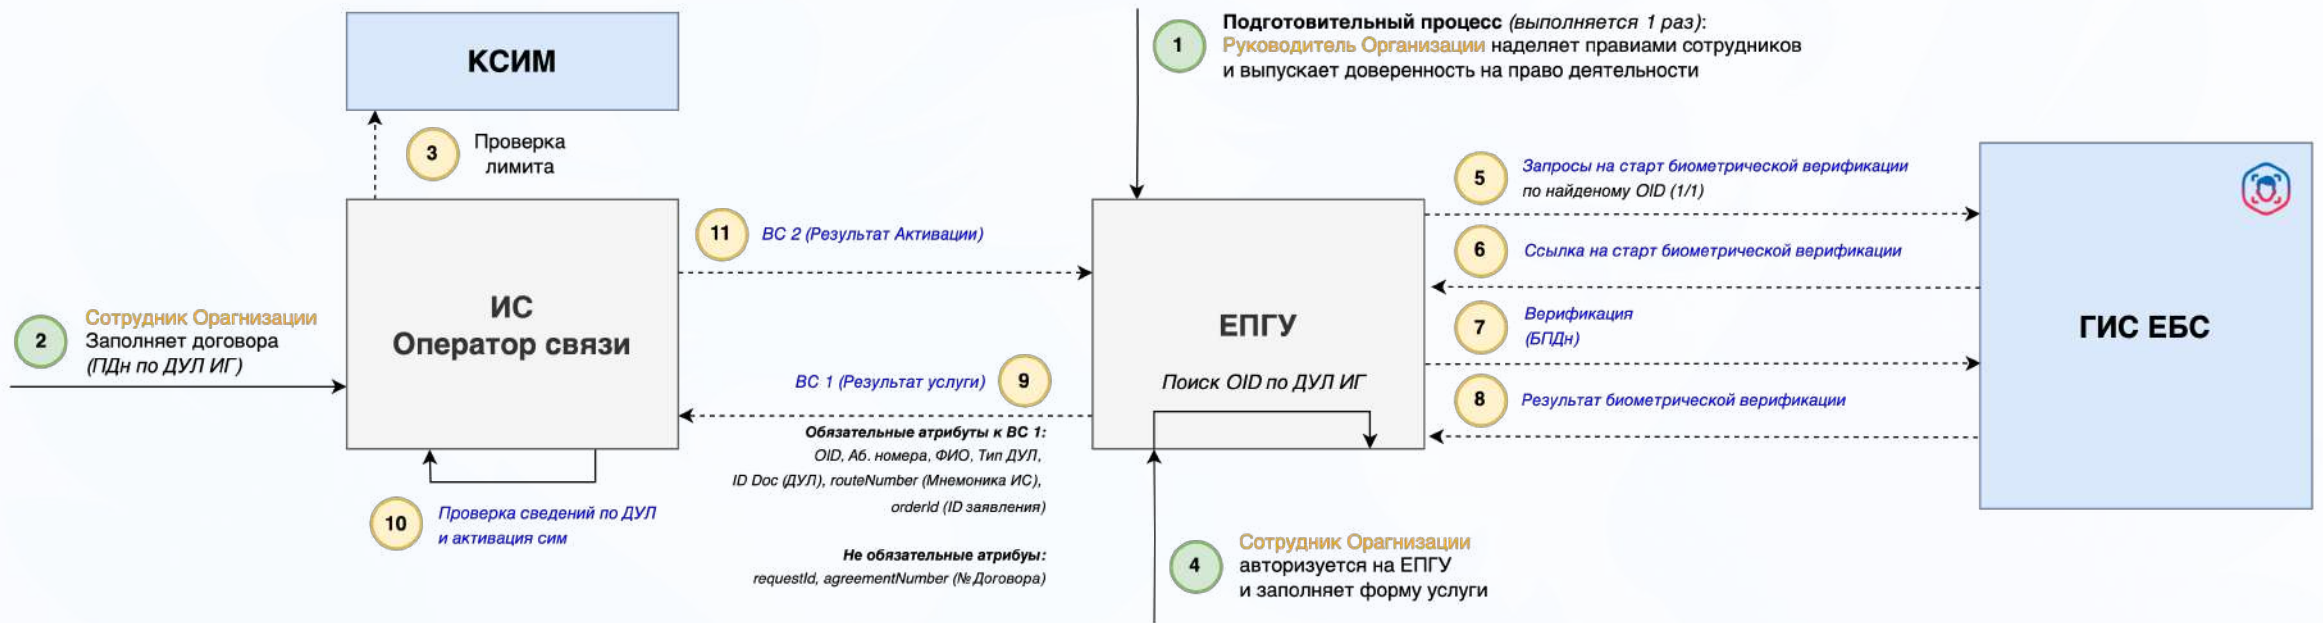 КСИМ
1
Подготовительный процесс (выполняется 1 раз):
Руководитель Организации наделяет правиами сотрудников
и выпускает доверенность на право деятельности
3
Проверка
лимита
2
Сотрудник Орагнизации
Заполняет договора
(ПДн по ДУЛ ИГ)
ИС
Оператор связи
11
ВС 2 (Результат Активации)
ВС 1 (Результат услуги)
9
Обязательные атрибуты к ВС 1:
OID, Аб. номера, ФИО, Тип ДУЛ,
ID Doc (ДУЛ), routeNumber (Мнемоника ИС),
orderId (ID заявления)
Не обязательные атрибуы:
requestId, agreementNumber (№ Договора)
10
Проверка сведений по ДУЛ
и активация сим
ЕПГУ
Поиск OID по ДУЛ ИГ
4
Сотрудник Орагнизации
авторизуется на ЕПГУ
и заполняет форму услуги
5
Запросы на старт биометрической верификации
по найденому OID (1/1)
6
Ссылка на старт биометрической верификации
7
Верификация
(БПДн)
8
Результат биометрической верификации
ГИС ЕБС